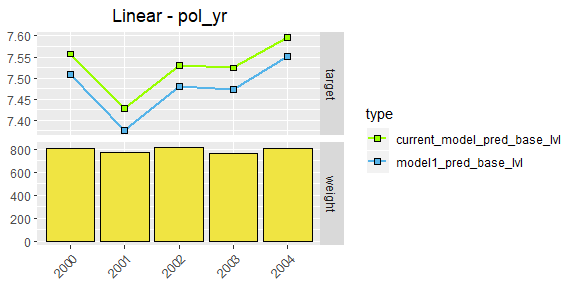 Linear - pol_yr
7.60
7.55
7.50
7.45
7.40
target
800
600
400
200
0
weight
2000
2001
2002
2003
2004
type
current_model_pred_base_lvl
model1_pred_base_lvl